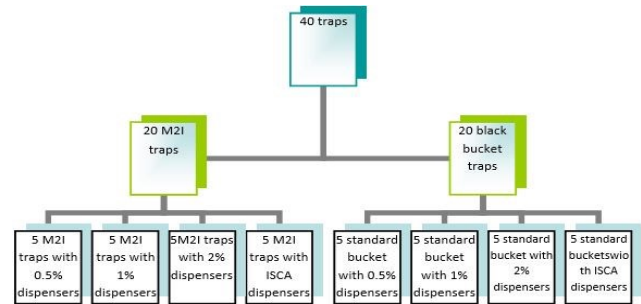 40 traps
20 M2I
traps
20 black
bucket
traps
5 M2I
traps with
0.5%
dispensers
5 M2I
traps with
1%
dispensers
5M2I traps
with 2%
dispensers
5 M2I
traps with
ISCA
dispensers
5 standard
bucket
with 0.5%
dispensers
5 standard
bucket
with 1%
dispensers
5 standard
bucket with
2%
dispensers
5 standard
bucketswio
th ISCA
dispensers